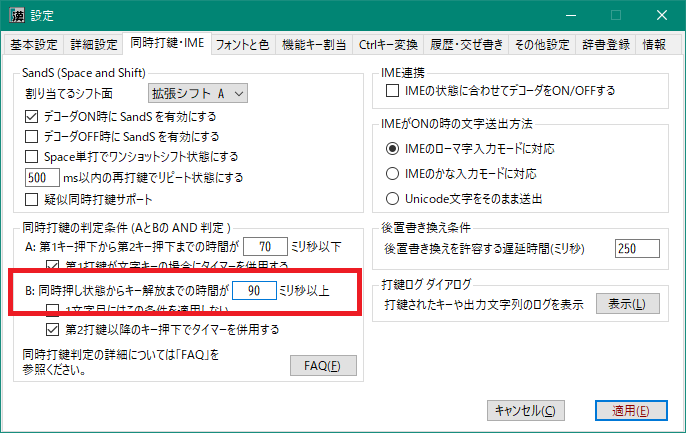 漢 設定
基本設定 詳細設定 同時打鍵・IME フォントと色 機能キー割当 Ctrlキー変換 履歴・交ぜ書き その他設定 辞書登録 情報
SandS (Space and Shift)
割り当てるシフト面 拡張シフト A
デコーダON時に SandS を有効にする
デコーダOFF時に SandS を有効にする
Space単打でワンショットシフト状態にする
500 ms以内の再打鍵でリピート状態にする
疑似同時打鍵サポート
同時打鍵の判定条件 (AとBの AND 判定 )
A: 第1キー押下から第2キー押下までの時間が 70 ミリ秒以下
第1打鍵が文字キーの場合にタイマーを併用する
B: 同時押し状態からキー解放までの時間が 90 ミリ秒以上
1文字目にはこの条件を適用しない
第2打鍵以降のキー押下でタイマーを併用する
同時打鍵判定の詳細については「FAQ」を
参照ください。
FAQ(F)
IME連携
IMEの状態に合わせてデコーダをON/OFFする
IMEがONの時の文字送出方法
IMEのローマ字入力モードに対応
IMEのかな入力モードに対応
Unicode文字をそのまま送出
後置書き換え条件
後置書き換えを許容する遅延時間(ミリ秒) 250
打鍵ログ ダイアログ
打鍵されたキーや出力文字列のログを表示 表示(L)
キャンセル(C) 適用(E)